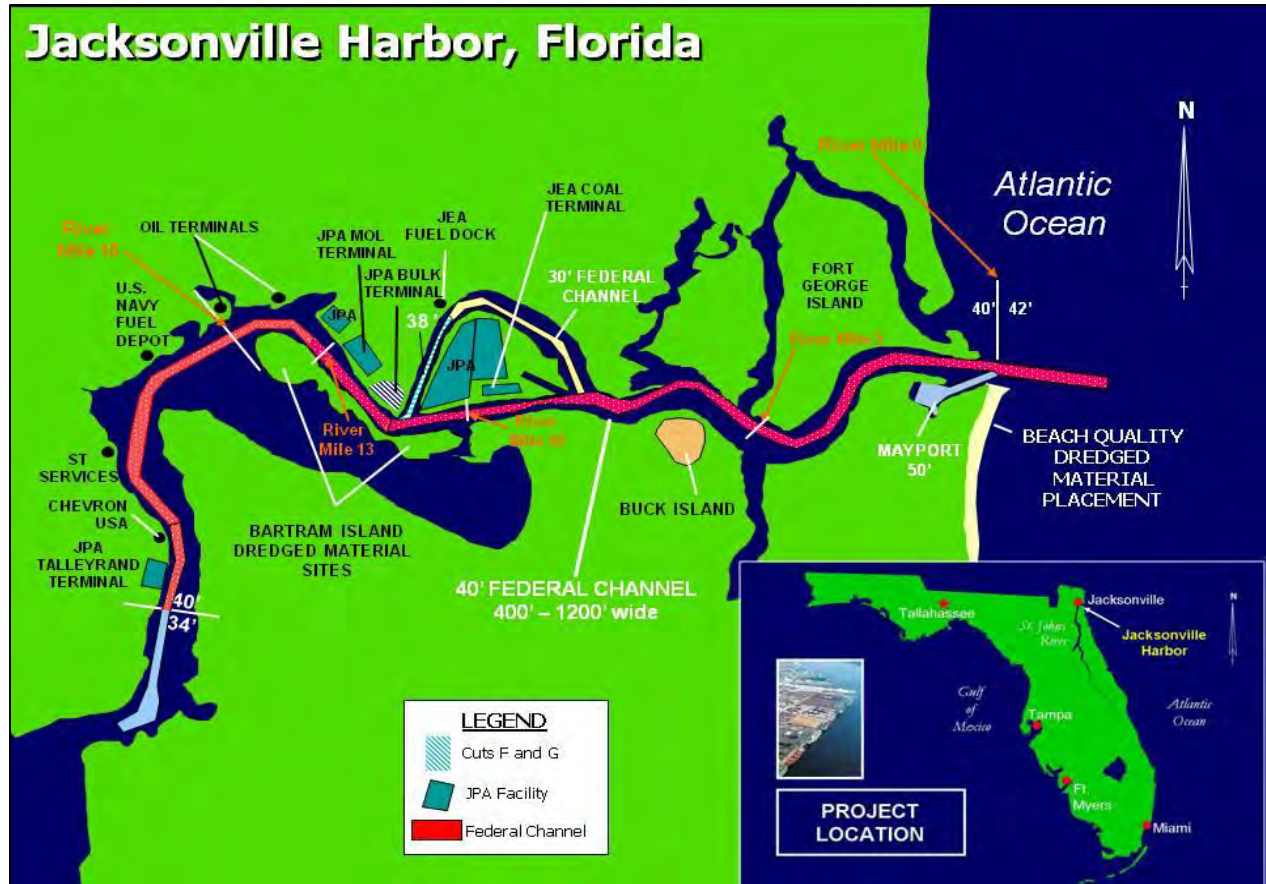 Jacksonville Harbor, Florida
N
River Mile 0
Atlantic
Ocean
OIL TERMINALS
River
Mile 15
U.S.
NAVY
FUEL
DEPOT
JPA MOL
TERMINAL
JPA BULK
TERMINAL
JEA
FUEL DOCK
JEA COAL
TERMINAL
30' FEDERAL
CHANNEL
FORT
GEORGE
ISLAND
40'
42'
JPA
38 '
JPA
River Mile 5
River
Mile 13
River
MAYPORT
50'
BEACH QUALITY
DREDGED
MATERIAL
PLACEMENT
ST
SERVICES
CHEVRON
USA
JPA
TALLEYRAND
TERMINAL
40'
34'
BARTRAM ISLAND
DREDGED MATERIAL
SITES
BUCK ISLAND
40' FEDERAL CHANNEL
400' – 1200' wide
LEGEND
Cuts F and G
JPA Facility
Federal Channel
Tallahassee
Jacksonville
St. Johns
River
Jacksonville
Harbor
N
Gulf
of
Mexico
Atlantic
Ocean
Tampa
Ft.
Myers
Miami
PROJECT
LOCATION